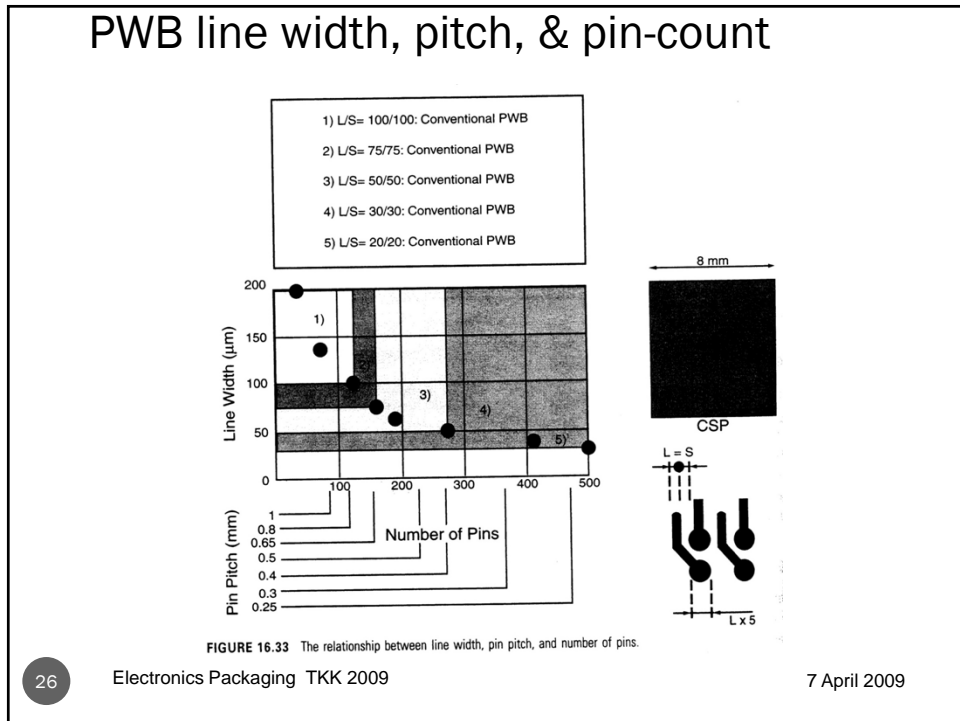 PWB line width, pitch, & pin-count
1) L/S= 100/100: Conventional PWB
2) L/S= 75/75: Conventional PWB
3) L/S= 50/50: Conventional PWB
4) L/S= 30/30: Conventional PWB
5) L/S= 20/20: Conventional PWB
Line Width (µm)
200
150
100
50
0
1)
3)
4)
5)
100 200 300 400 500
Number of Pins
Pin Pitch (mm)
1
0.8
0.65
0.5
0.4
0.3
0.25
8 mm
CSP
L = S
L x 5
FIGURE 16.33 The relationship between line width, pin pitch, and number of pins.
26
Electronics Packaging TKK 2009
7 April 2009